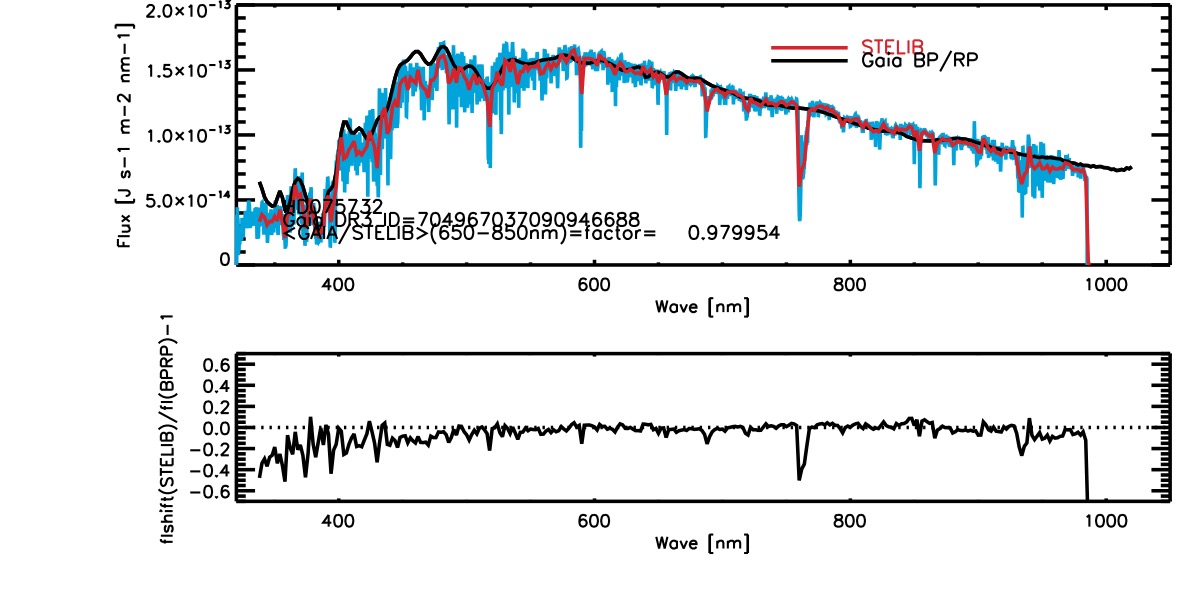 2.0×10−13
1.5×10−13
1.0×10−13
5.0×10−14
0
Flux [J s−1 m−2 nm−1]
STELIB
Gaia BP/RP
HD075732
Gaia DR3 ID=704967037090946688
<GAIA/STELIB>(650−850nm)=factor= 0.979954
400 600 800 1000
Wave [nm]
flshift(STELIB)/fl(BPRP)−1
0.6
0.4
0.2
0.0
−0.2
−0.4
−0.6
400 600 800 1000
Wave [nm]